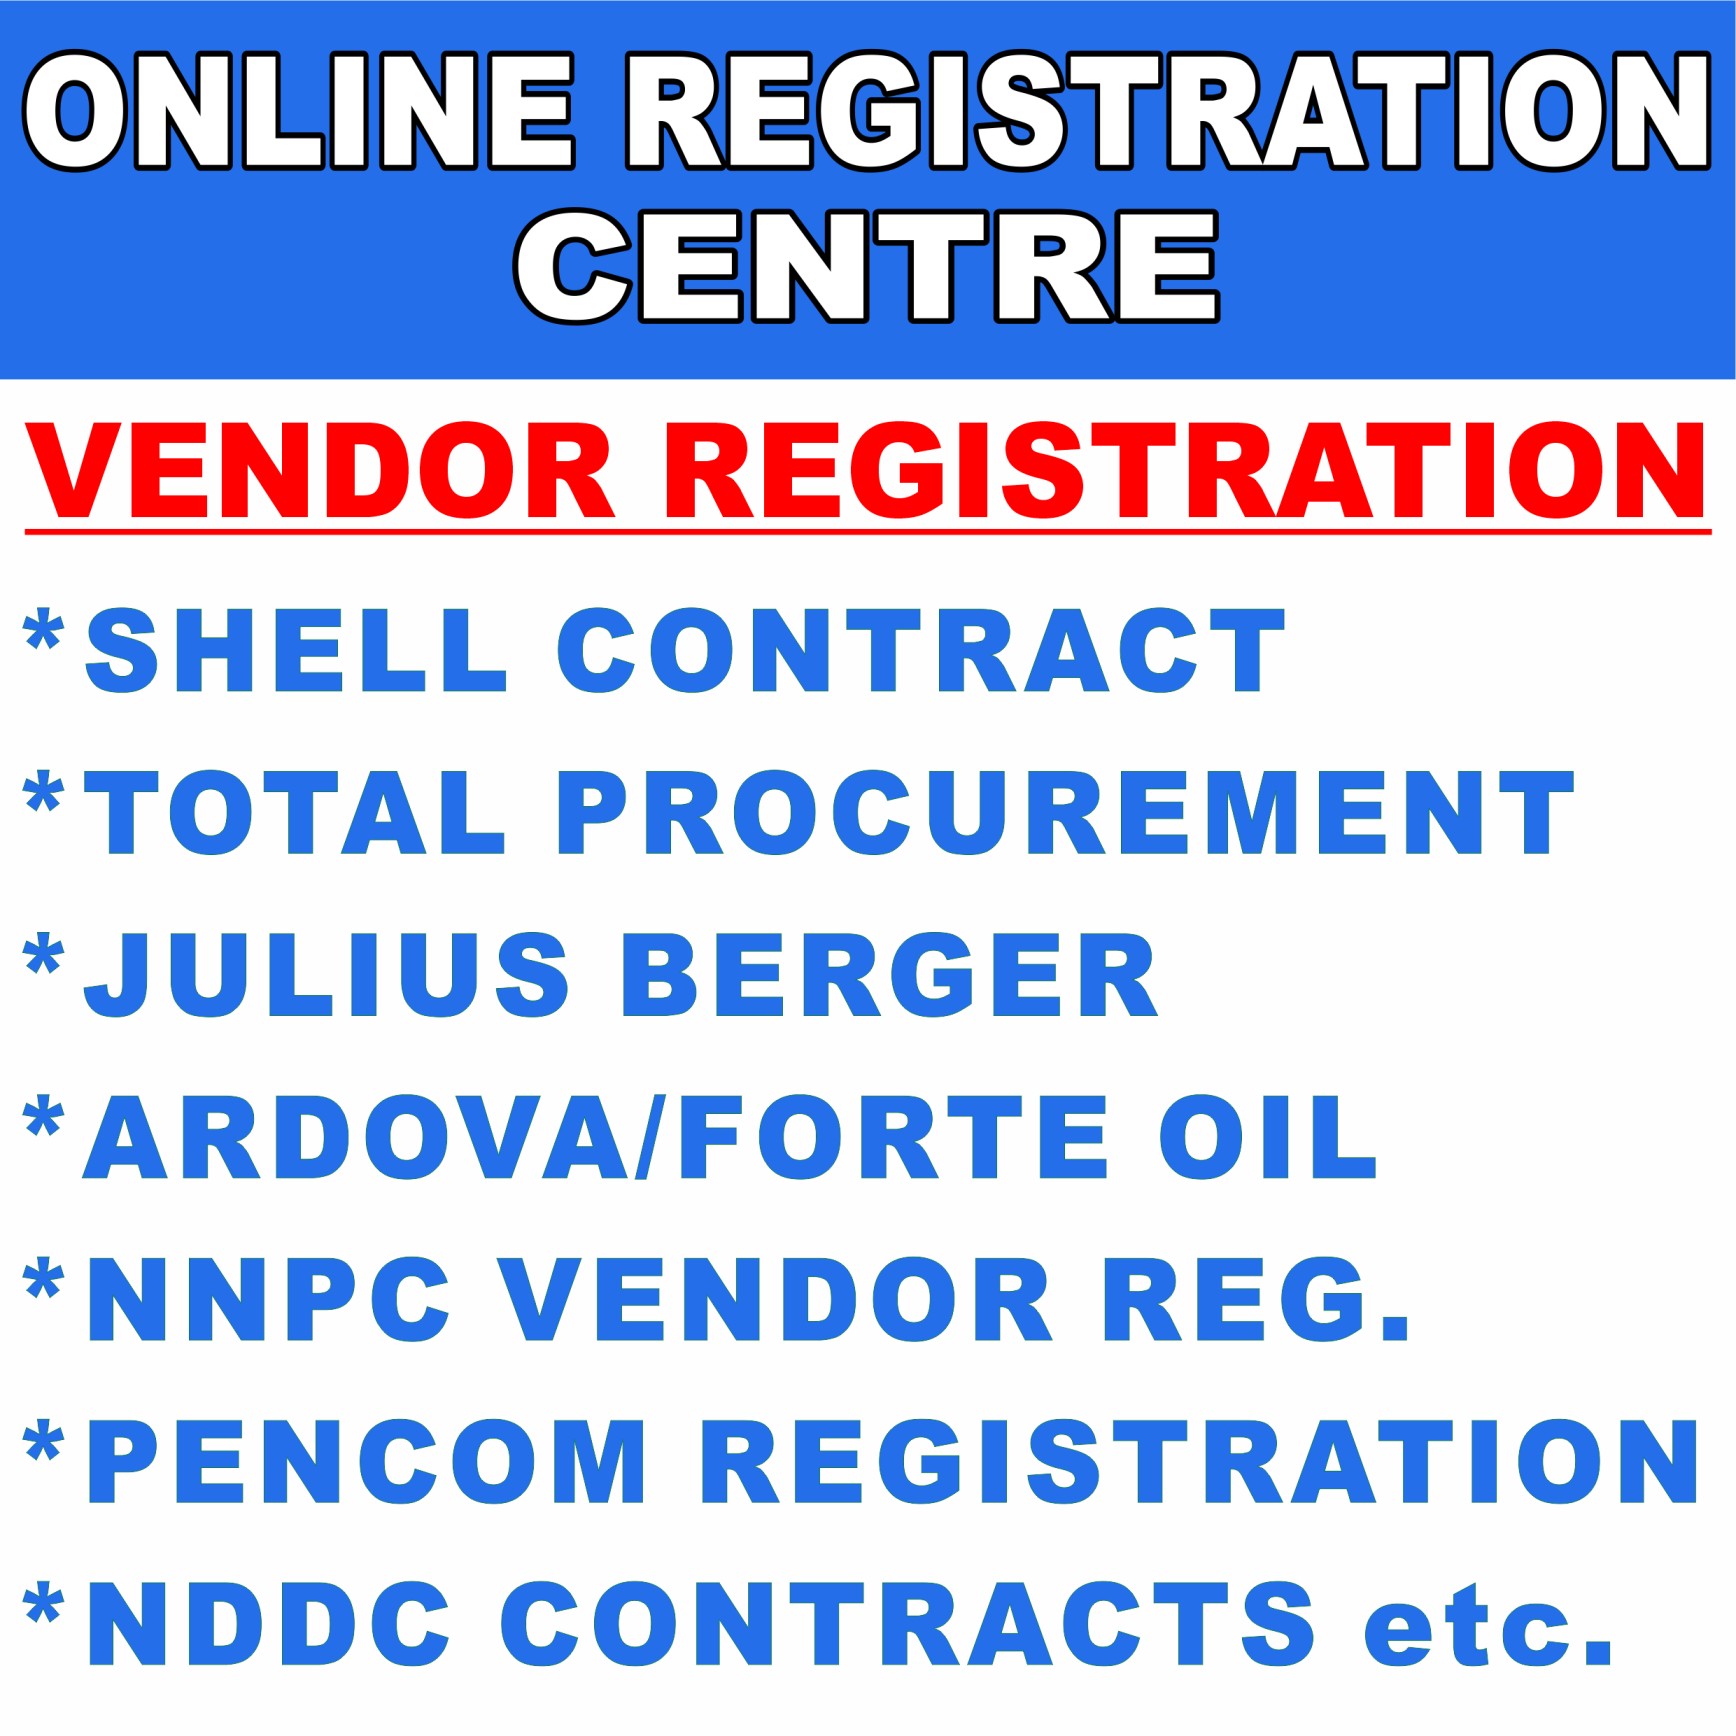 ONLINE REGISTRATION
CENTRE
VENDOR REGISTRATION
*SHELL CONTRACT
*TOTAL PROCUREMENT
*JULIUS BERGER
*ARDOVA/FORTE OIL
*NNPC VENDOR REG.
*PENCOM REGISTRATION
*NDDC CONTRACTS etc.